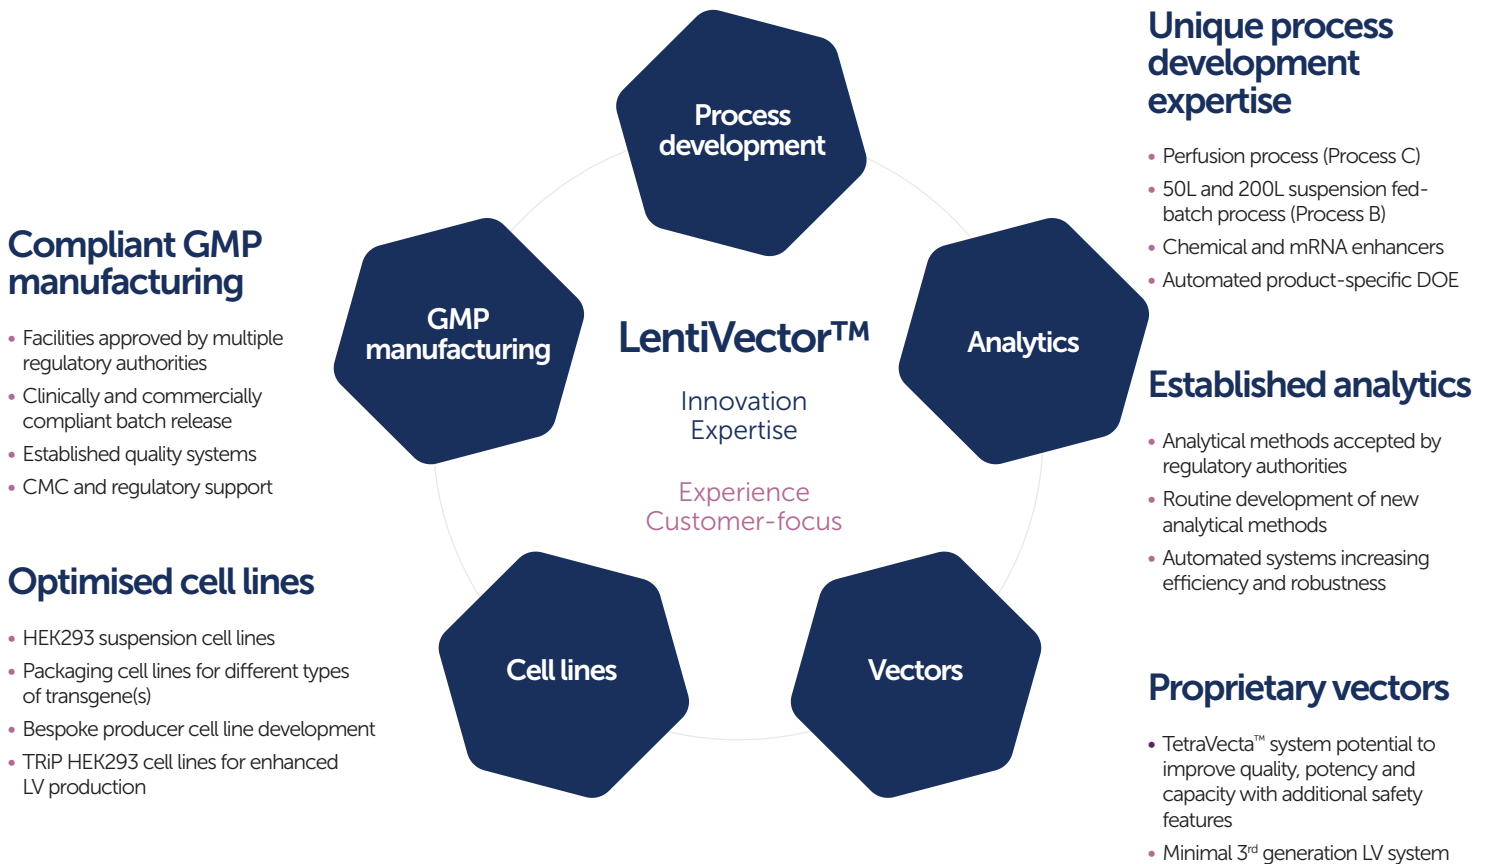 Process
development
GMP
manufacturing
LentiVector™
Innovation
Expertise
Experience
Customer-focus
Analytics
Cell lines
Vectors
Compliant GMP
manufacturing
• Facilities approved by multiple
regulatory authorities
• Clinically and commercially
compliant batch release
• Established quality systems
• CMC and regulatory support
Optimised cell lines
• HEK293 suspension cell lines
• Packaging cell lines for different types
of transgene(s)
• Bespoke producer cell line development
• TRiP HEK293 cell lines for enhanced
LV production
Unique process
development
expertise
• Perfusion process (Process C)
• 50L and 200L suspension fed-
batch process (Process B)
• Chemical and mRNA enhancers
• Automated product-specific DOE
Established analytics
• Analytical methods accepted by
regulatory authorities
• Routine development of new
analytical methods
• Automated systems increasing
efficiency and robustness
Proprietary vectors
• TetraVecta™ system potential to
improve quality, potency and
capacity with additional safety
features
• Minimal 3rd generation LV system